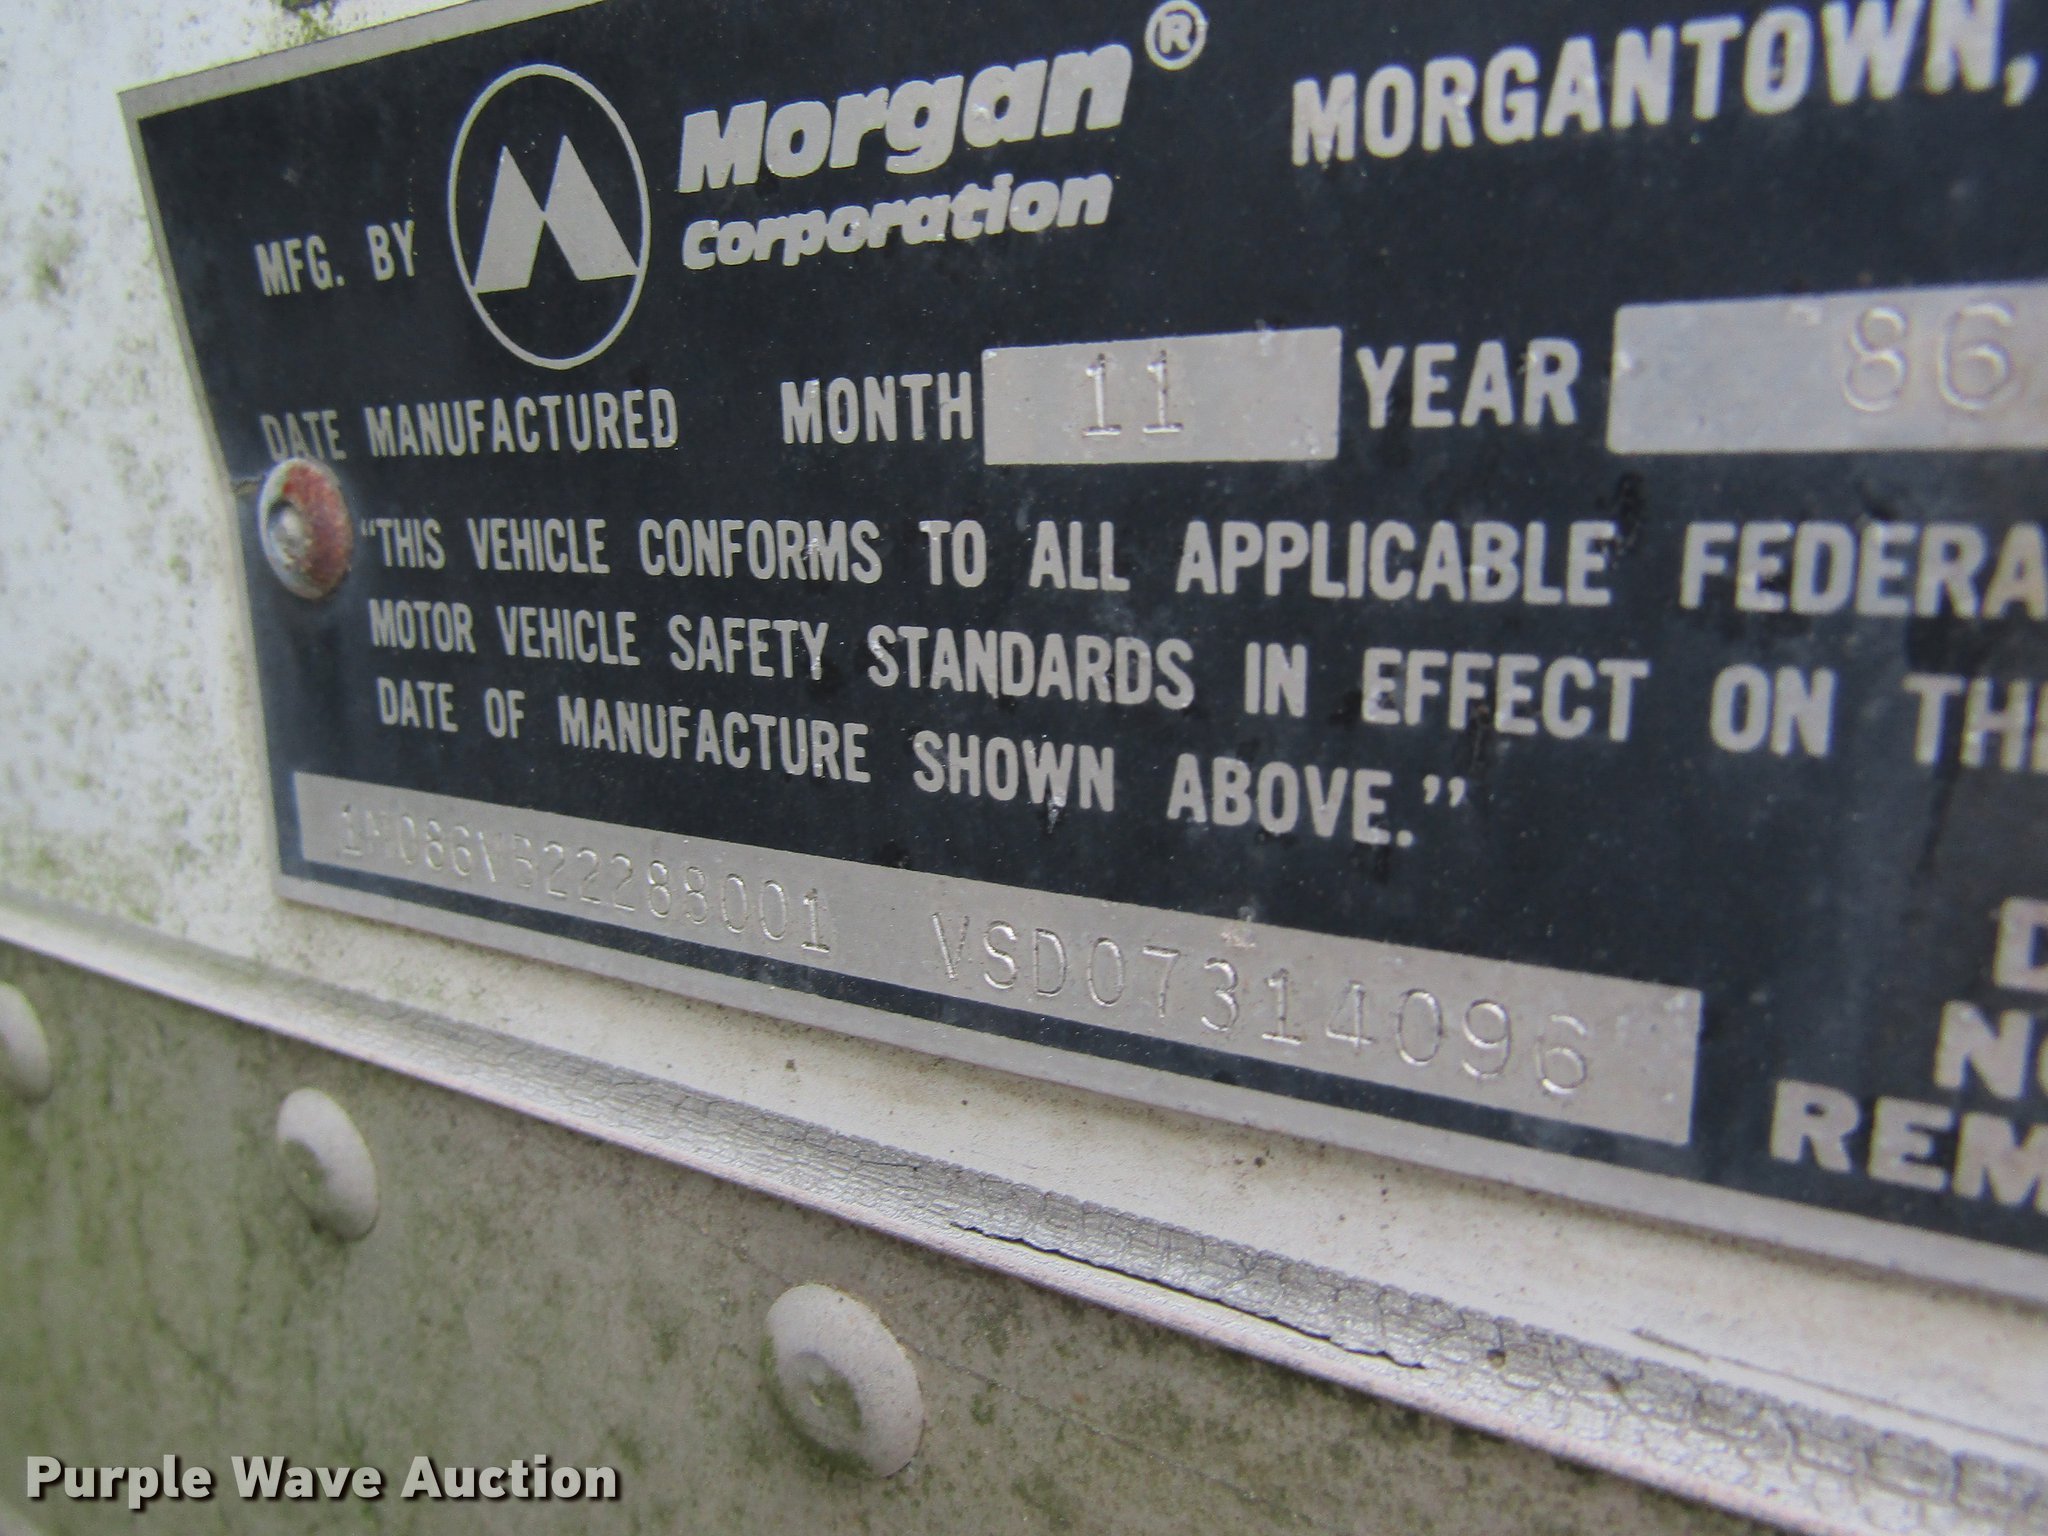 MORGANTOWN,
MFG. BY Morgan®
Corporation
DATE MANUFACTURED MONTH 11 YEAR 86
"THIS VEHICLE CONFORMS TO ALL APPLICABLE FEDERA
MOTOR VEHICLE SAFETY STANDARDS IN EFFECT ON THE
DATE OF MANUFACTURE SHOWN ABOVE."
VSD07314096
REM
Purple Wave Auction